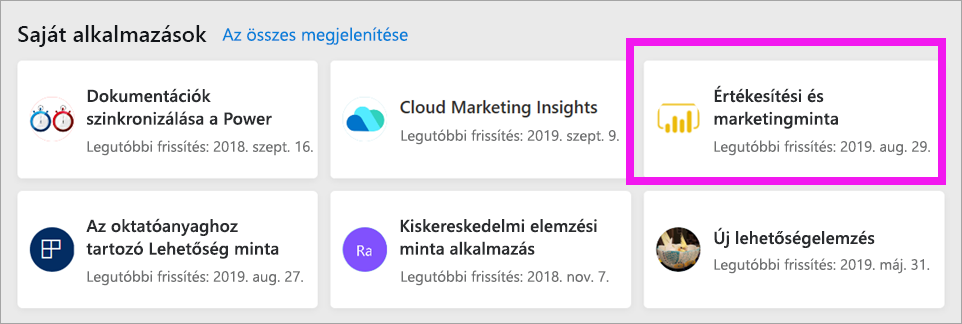 Saját alkalmazások Az összes megjelenítése
Dokumentációk
szinkronizálása a Power
Legutóbbi frissítés: 2018. szept. 16.
Cloud Marketing Insights
Legutóbbi frissítés: 2019. szept. 9.
Értékesítési és
marketingminta
Legutóbbi frissítés: 2019. aug. 29.
Az oktatóanyaghoz
tartozó Lehetőség minta
Legutóbbi frissítés: 2019. aug. 27.
Ra
Kiskereskedelmi elemzési
minta alkalmazás
Legutóbbi frissítés: 2018. nov. 7.
Új lehetőségelemzés
Legutóbbi frissítés: 2019. máj. 31.